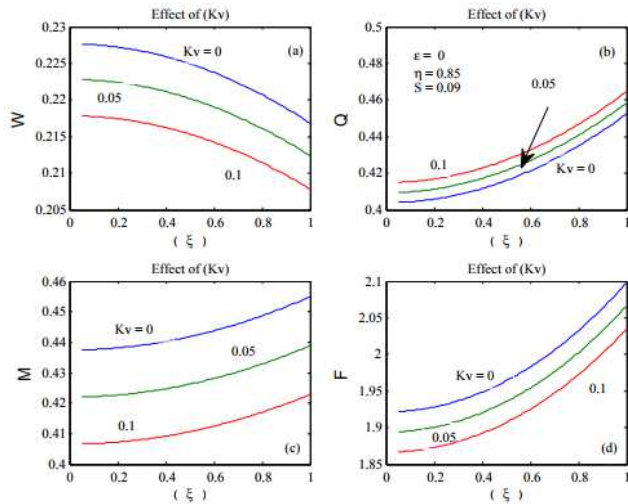 Effect of (Kv)
0.23
0.225
0.22
0.215
0.21
0.205
W
Kv = 0
(a)
0.05
0.1
0 0.2 0.4 0.6 0.8 1
( ξ )
Effect of (Kv)
0.5
0.48
0.46
0.44
0.42
0.4
Q
ε = 0
η = 0.85
S = 0.09
(b)
0.05
0.1
Kv = 0
0 0.2 0.4 0.6 0.8 1
( ξ )
Effect of (Kv)
0.46
0.45
0.44
0.43
0.42
0.41
0.4
M
Kv = 0
0.05
0.1
(c)
0 0.2 0.4 0.6 0.8 1
( ξ )
Effect of (Kv)
2.1
2.05
2
1.95
1.9
1.85
F
Kv = 0
0.1
0.05
(d)
0 0.2 0.4 0.6 0.8 1
( ξ )